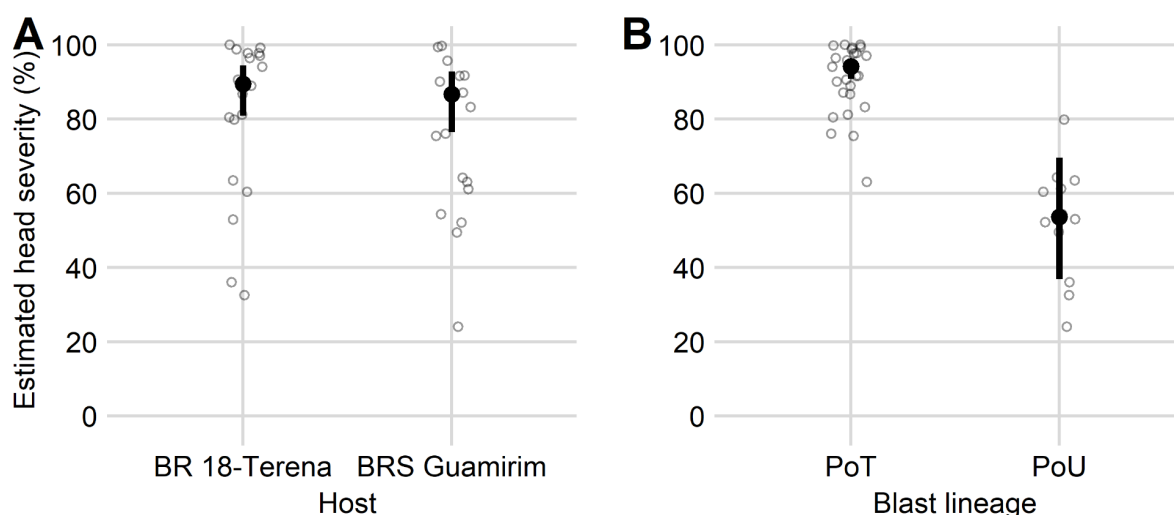 A
Estimated head severity (%)
100
80
60
40
20
0
BR 18-Terena BRS Guamirim
Host
B
100
80
60
40
20
0
PoT PoU
Blast lineage